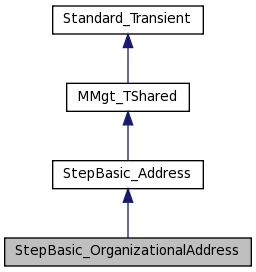 Standard_Transient
MMgt_TShared
StepBasic_Address
StepBasic_OrganizationalAddress